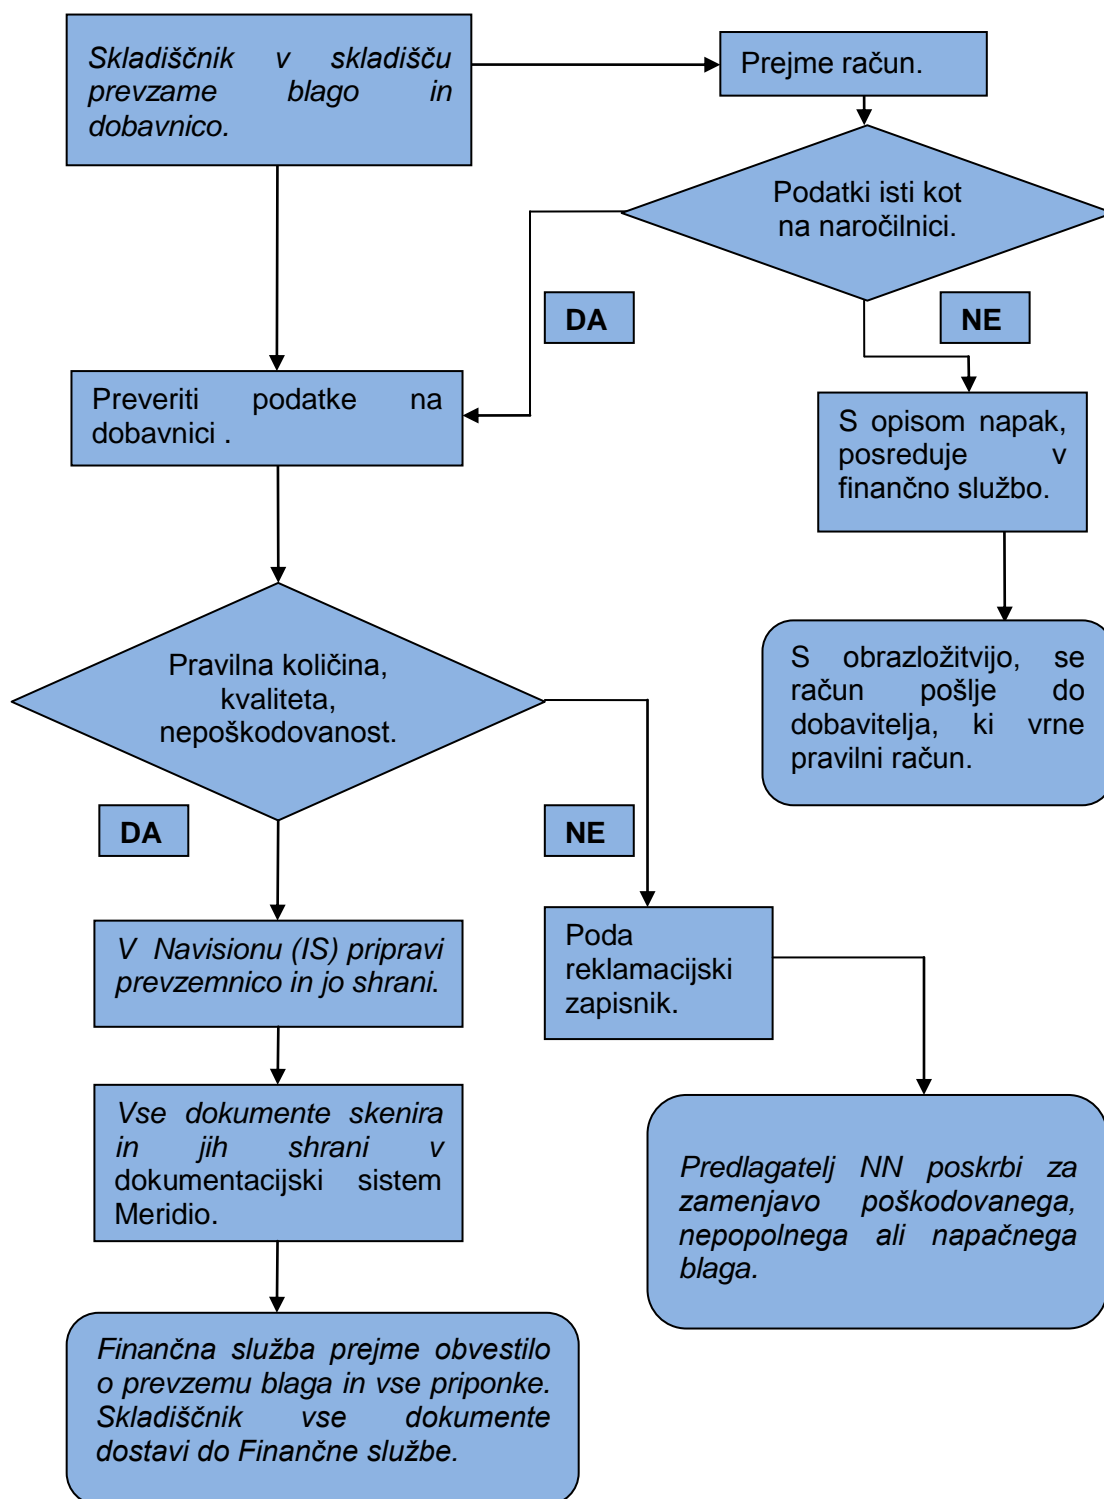 Skladiščnik v skladišču
prevzame blago in
dobavnico.
Prejme račun.
Podatki isti kot
na naročilnici.
DA
NE
Preveriti podatke na
dobavnici .
S opisom napak,
posreduje v
finančno službo.
Pravilna količina,
kvaliteta,
nepoškodovanost.
S obrazložitvijo, se
račun pošlje do
dobavitelja, ki vrne
pravilni račun.
DA
NE
V Navisionu (IS) pripravi
prevzemnico in jo shrani.
Poda
reklamacijski
zapisnik.
Vse dokumente skenira
in jih shrani v
dokumentacijski sistem
Meridio.
Predlagatelj NN poskrbi za
zamenjavo poškodovanega,
nepopolnega ali napačnega
blaga.
Finančna služba prejme obvestilo
o prevzemu blaga in vse priponke.
Skladiščnik vse dokumente
dostavi do Finančne službe.